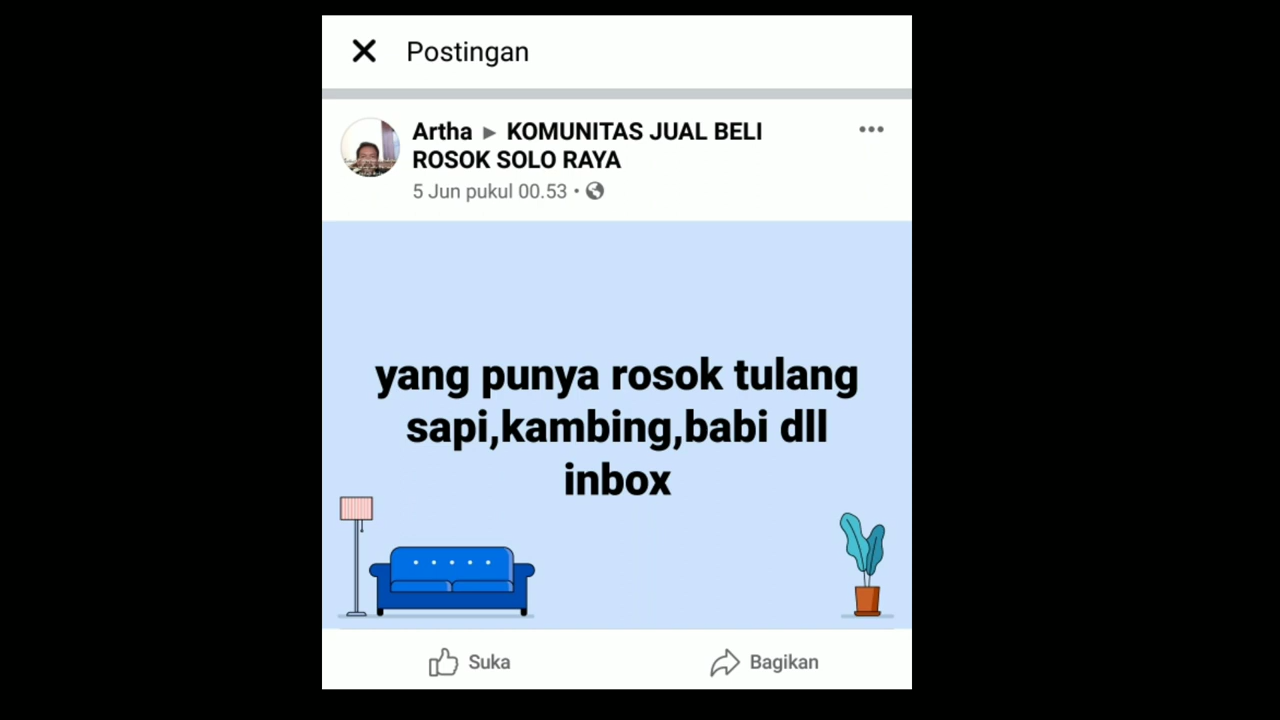 Postingan
Artha ► KOMUNITAS JUAL BELI
ROSOK SOLO RAYA
5 Jun pukul 00.53 •
yang punya rosok tulang
sapi,kambing,babi dll
inbox
Suka
Bagikan